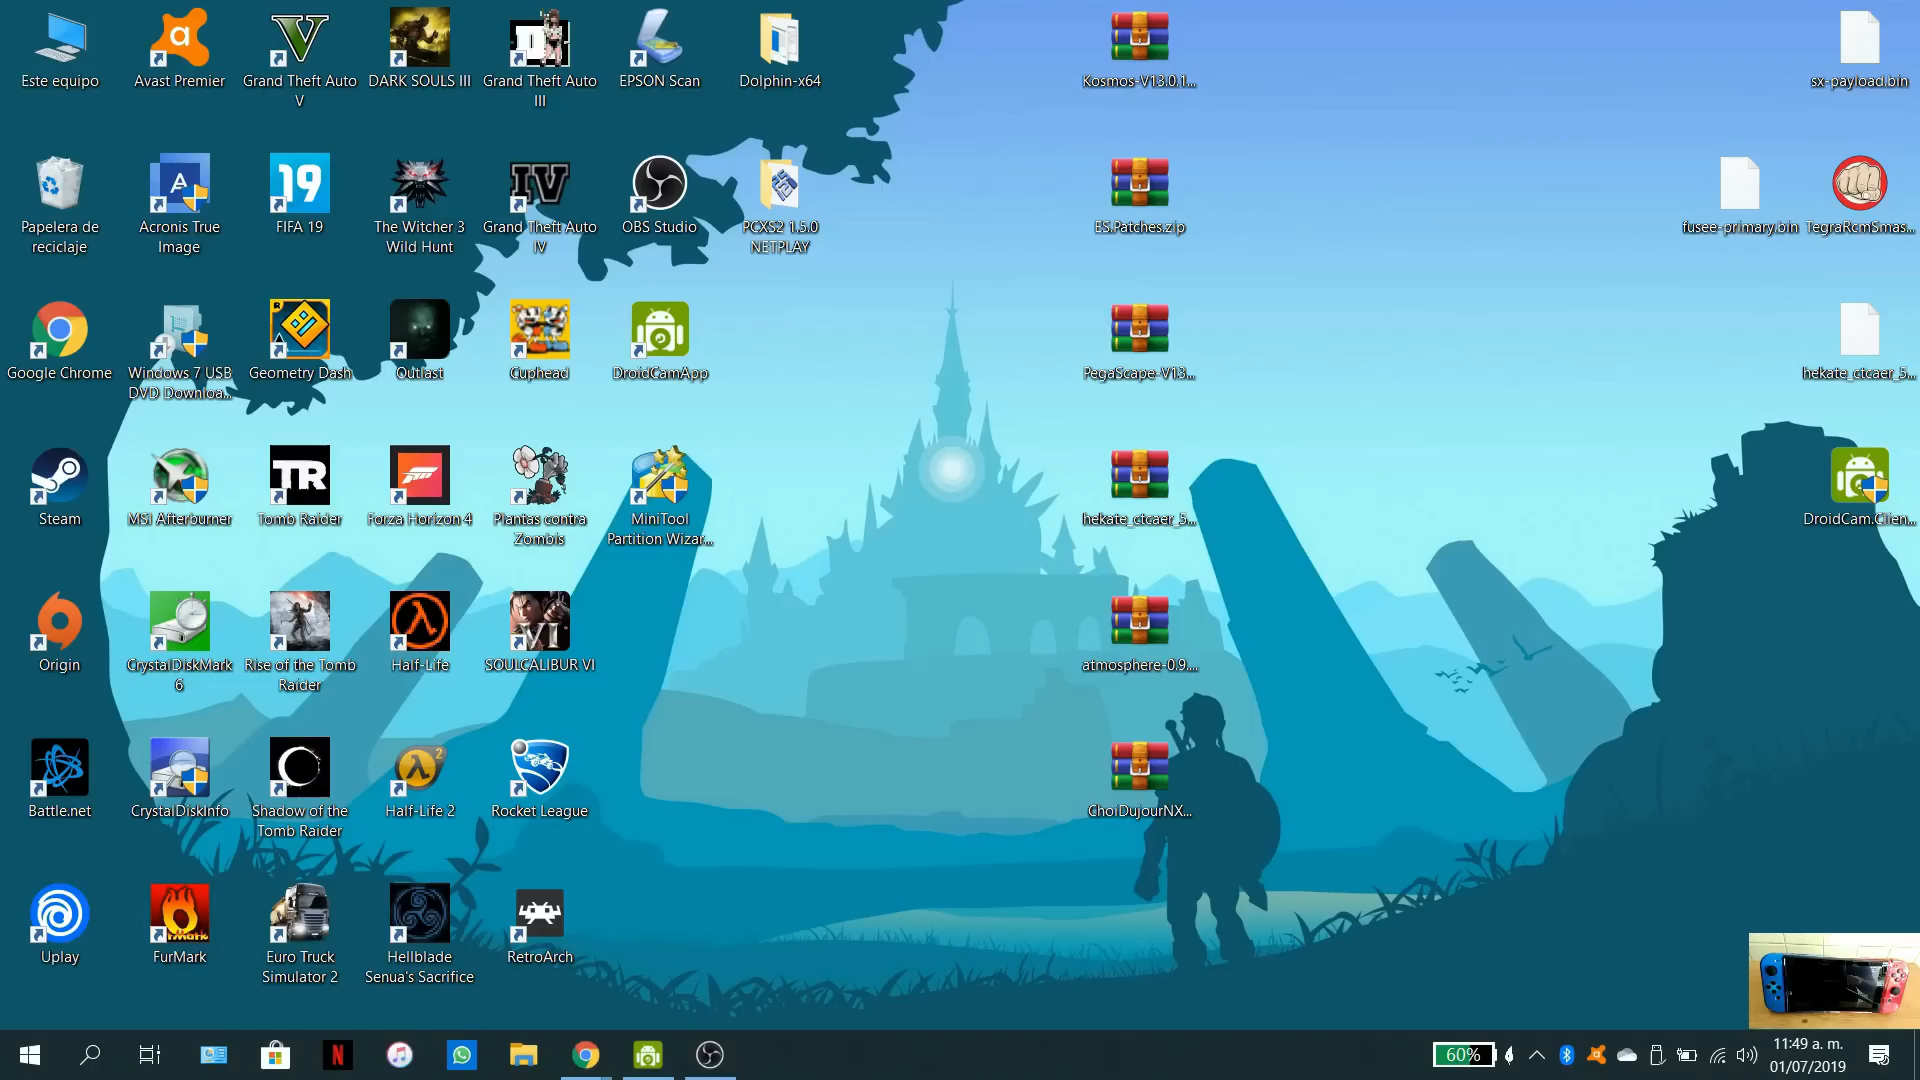 Este equipo
Avast Premier
Grand Theft Auto
V
DARK SOULS III
Grand Theft Auto
III
EPSON Scan
Dolphin-x64
Kosmos-V13.0.1...
sx-payload.bin
Papelera de
reciclaje
Acronis True
Image
19
FIFA 19
The Witcher 3
Wild Hunt
IV
Grand Theft Auto
IV
OBS Studio
PCXS2 1.5.0
NETPLAY
ES.Patches.zip
fusee-primary.bin
TegraRcmSmas...
Google Chrome
Windows 7 USB
DVD Downloa...
Geometry Dash
Outlast
Cuphead
DroidCamApp
PegaScape-V13...
hekate_ctcaer_5...
Steam
MSI Afterburner
TR
Tomb Raider
Forza Horizon 4
Plantas contra
Zombis
MiniTool
Partition Wizar...
hekate_ctcaer_5...
DroidCam.Clien...
Origin
CrystalDiskMark
6
Rise of the Tomb
Raider
Half-Life
VI
SOULCALIBUR VI
atmosphere-0.9....
Battle.net
CrystalDiskInfo
Shadow of the
Tomb Raider
2
Half-Life 2
Rocket League
ChoiDujourNX...
Uplay
FurMark
Euro Truck
Simulator 2
Hellblade
Senua's Sacrifice
RetroArch
60%
11:49 a. m.
01/07/2019